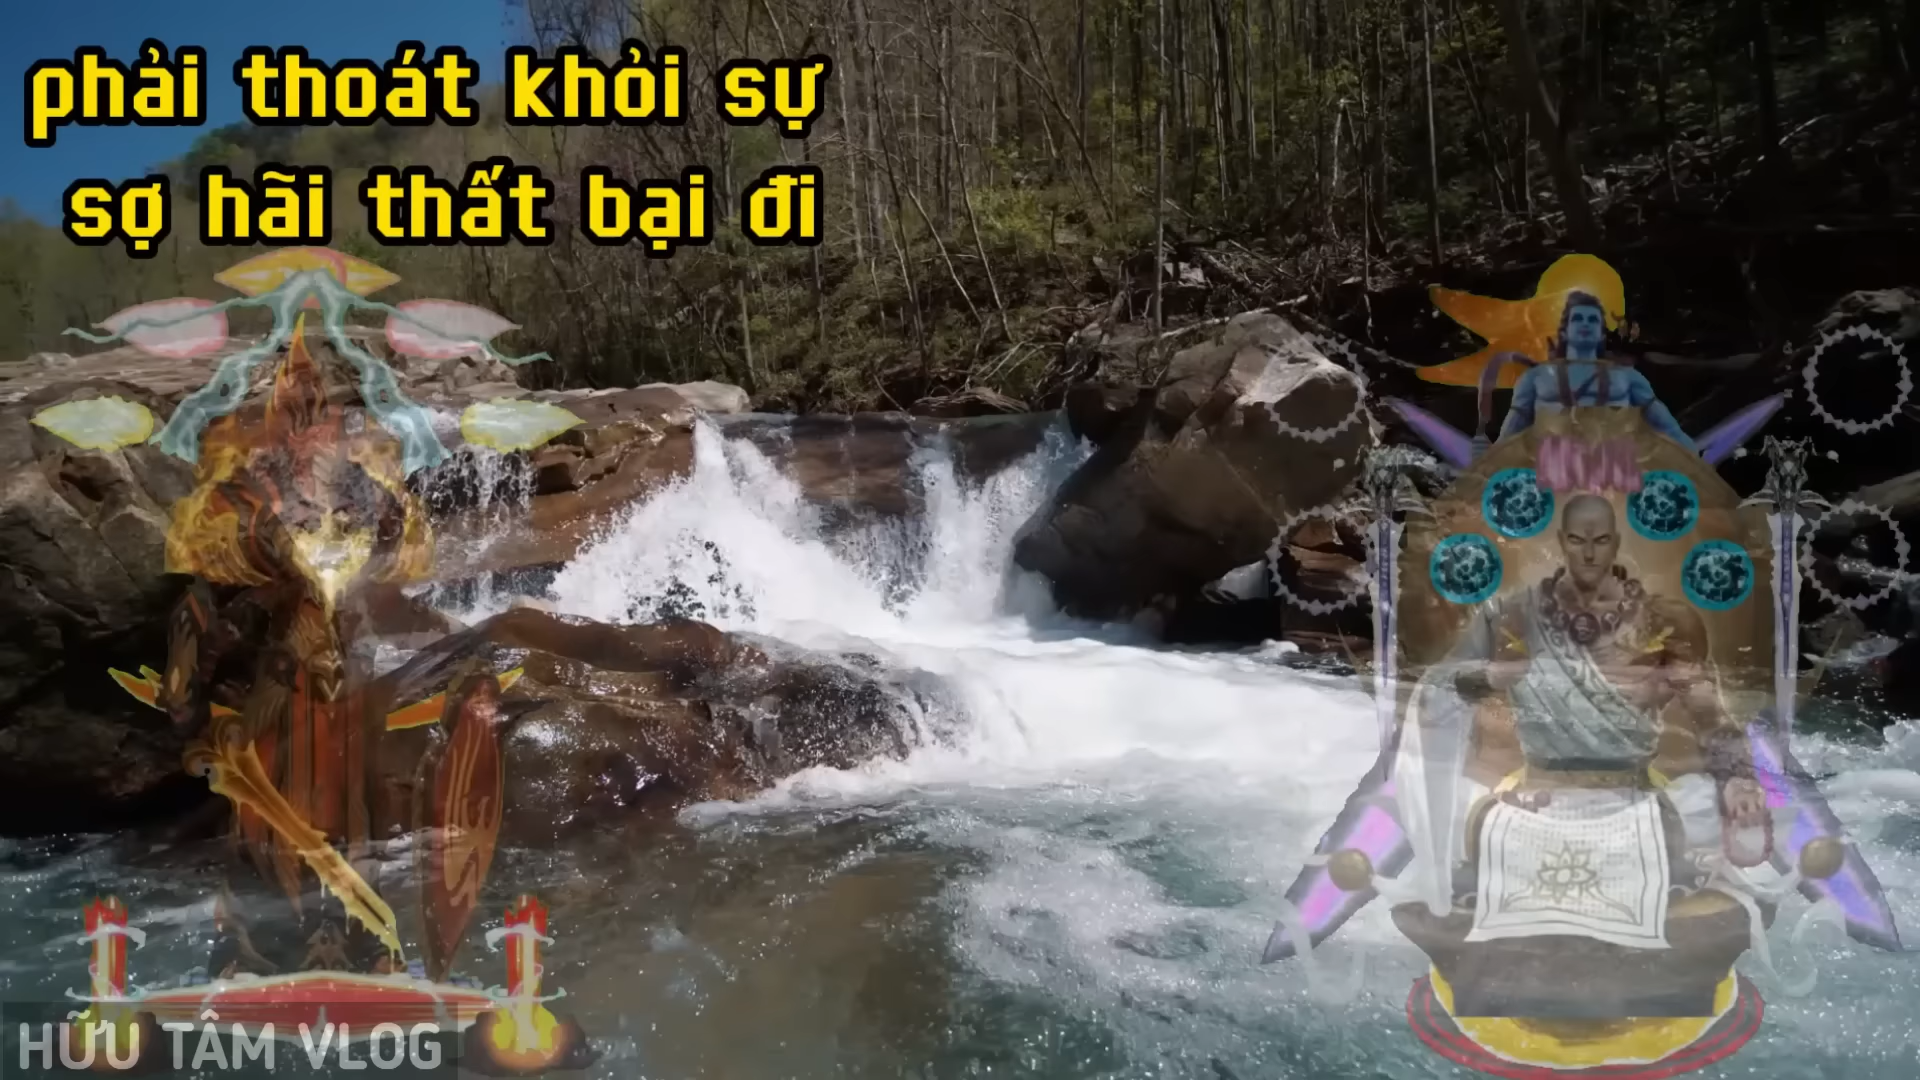 phải thoát khỏi sự
sợ hãi thất bại đi
HỮU TÂM VLOG